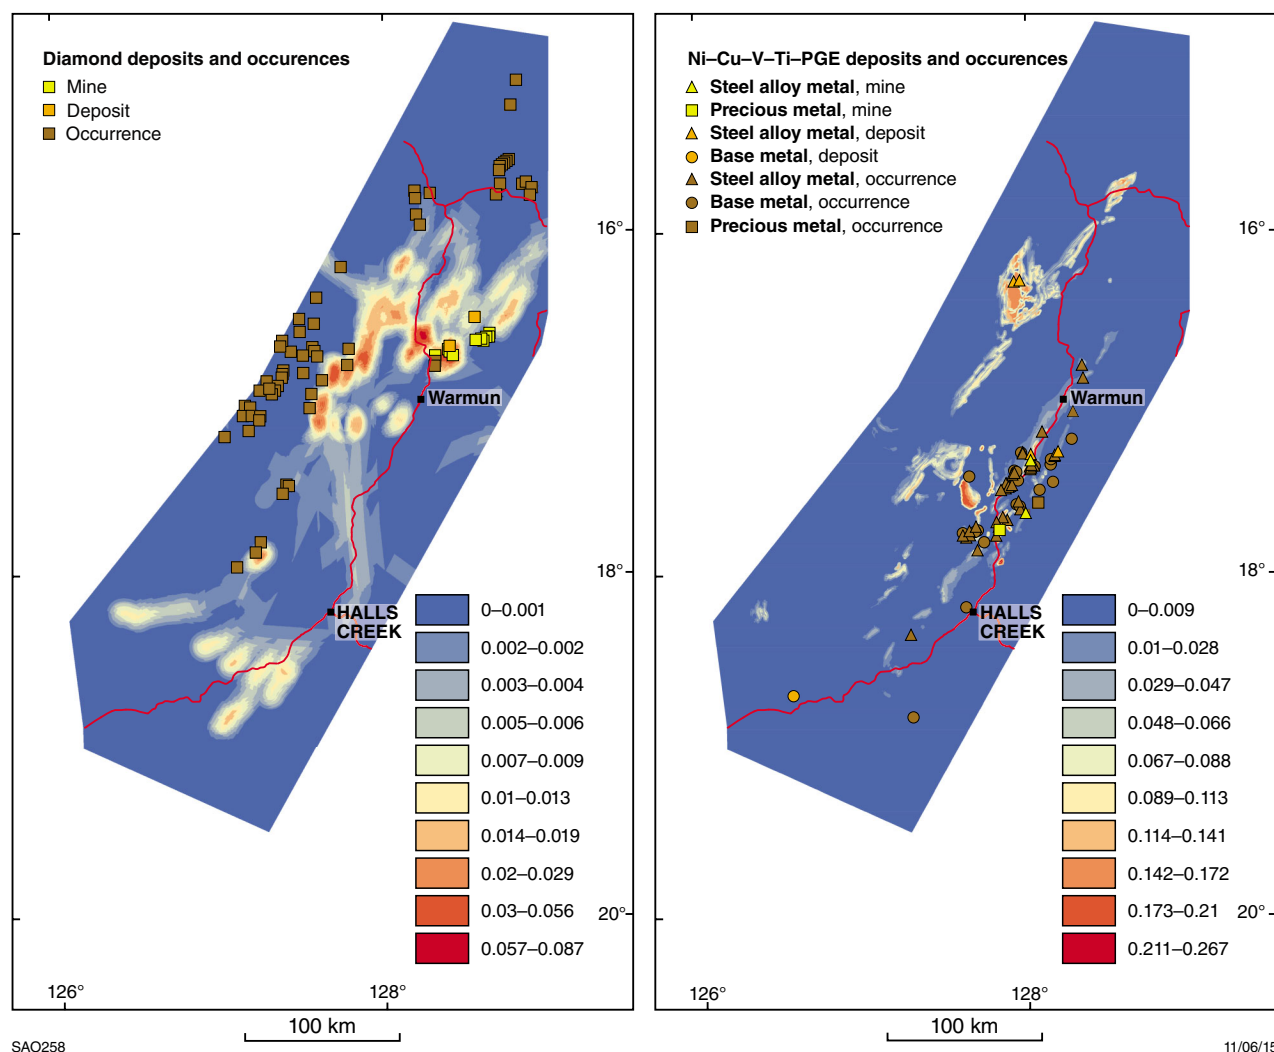 Diamond deposits and occurences
Mine
Deposit
Occurrence
Warmun
HALLS
CREEK
16°
18°
20°
0–0.001
0.002–0.002
0.003–0.004
0.005–0.006
0.007–0.009
0.01–0.013
0.014–0.019
0.02–0.029
0.03–0.056
0.057–0.087
126°
128°
100 km
SAO258
Ni–Cu–V–Ti–PGE deposits and occurences
Steel alloy metal, mine
Precious metal, mine
Steel alloy metal, deposit
Base metal, deposit
Steel alloy metal, occurrence
Base metal, occurrence
Precious metal, occurrence
Warmun
HALLS
CREEK
16°
18°
20°
0–0.009
0.01–0.028
0.029–0.047
0.048–0.066
0.067–0.088
0.089–0.113
0.114–0.141
0.142–0.172
0.173–0.21
0.211–0.267
126°
128°
100 km
11/06/15